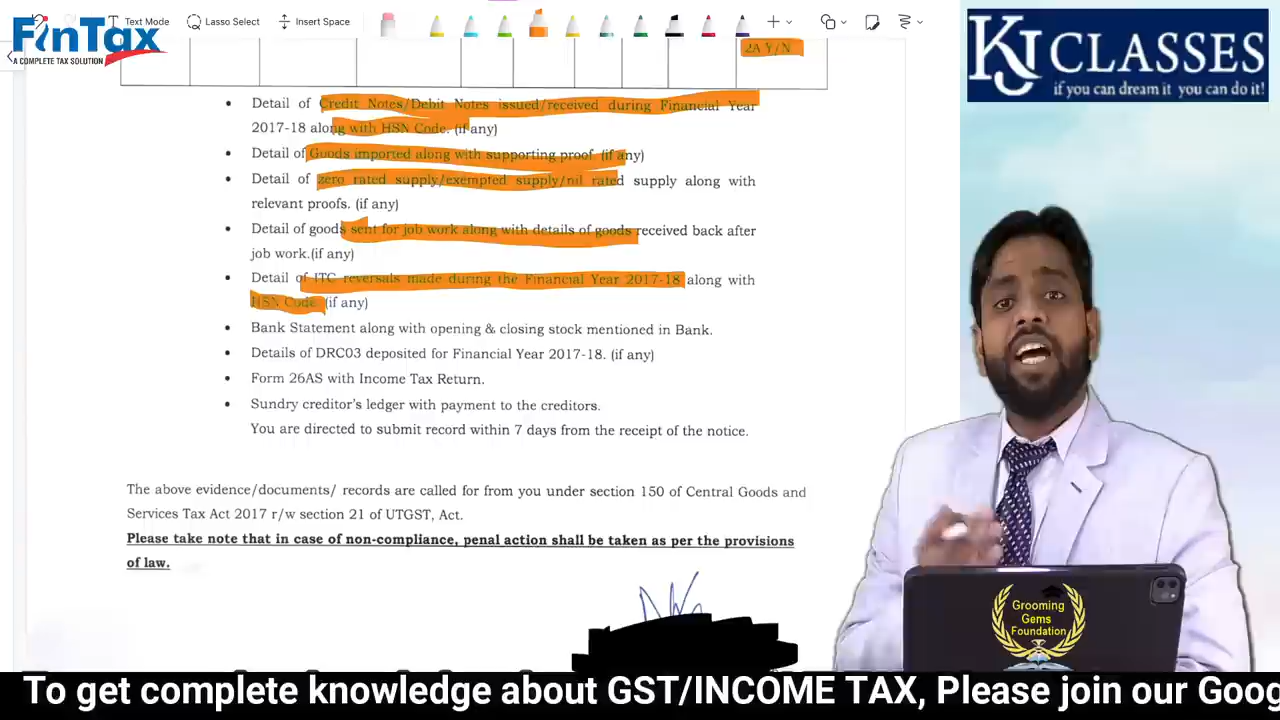 Text Mode
Lasso Select
Insert Space
FinTax
A COMPLETE TAX SOLUTION
KJ CLASSES
if you can dream it you can do it!
2A Y/N
• Detail of Credit Notes/Debit Notes issued/received during Financial Year
2017-18 along with HSN Code. (if any)
• Detail of Goods imported along with supporting proof. (if any)
• Detail of zero rated supply/exempted supply/nil rated supply along with
relevant proofs. (if any)
• Detail of goods sent for job work along with details of goods received back after
job work.(if any)
• Detail of ITC reversals made during the Financial Year 2017-18 along with
HSN Code. (if any)
• Bank Statement along with opening & closing stock mentioned in Bank.
• Details of DRC03 deposited for Financial Year 2017-18. (if any)
• Form 26AS with Income Tax Return.
• Sundry creditor's ledger with payment to the creditors.
You are directed to submit record within 7 days from the receipt of the notice.
The above evidence/documents/ records are called for from you under section 150 of Central Goods and
Services Tax Act 2017 r/w section 21 of UTGST, Act.
Please take note that in case of non-compliance, penal action shall be taken as per the provisions
of law.
Grooming
Gems
Foundation
To get complete knowledge about GST/INCOME TAX, Please join our Goog